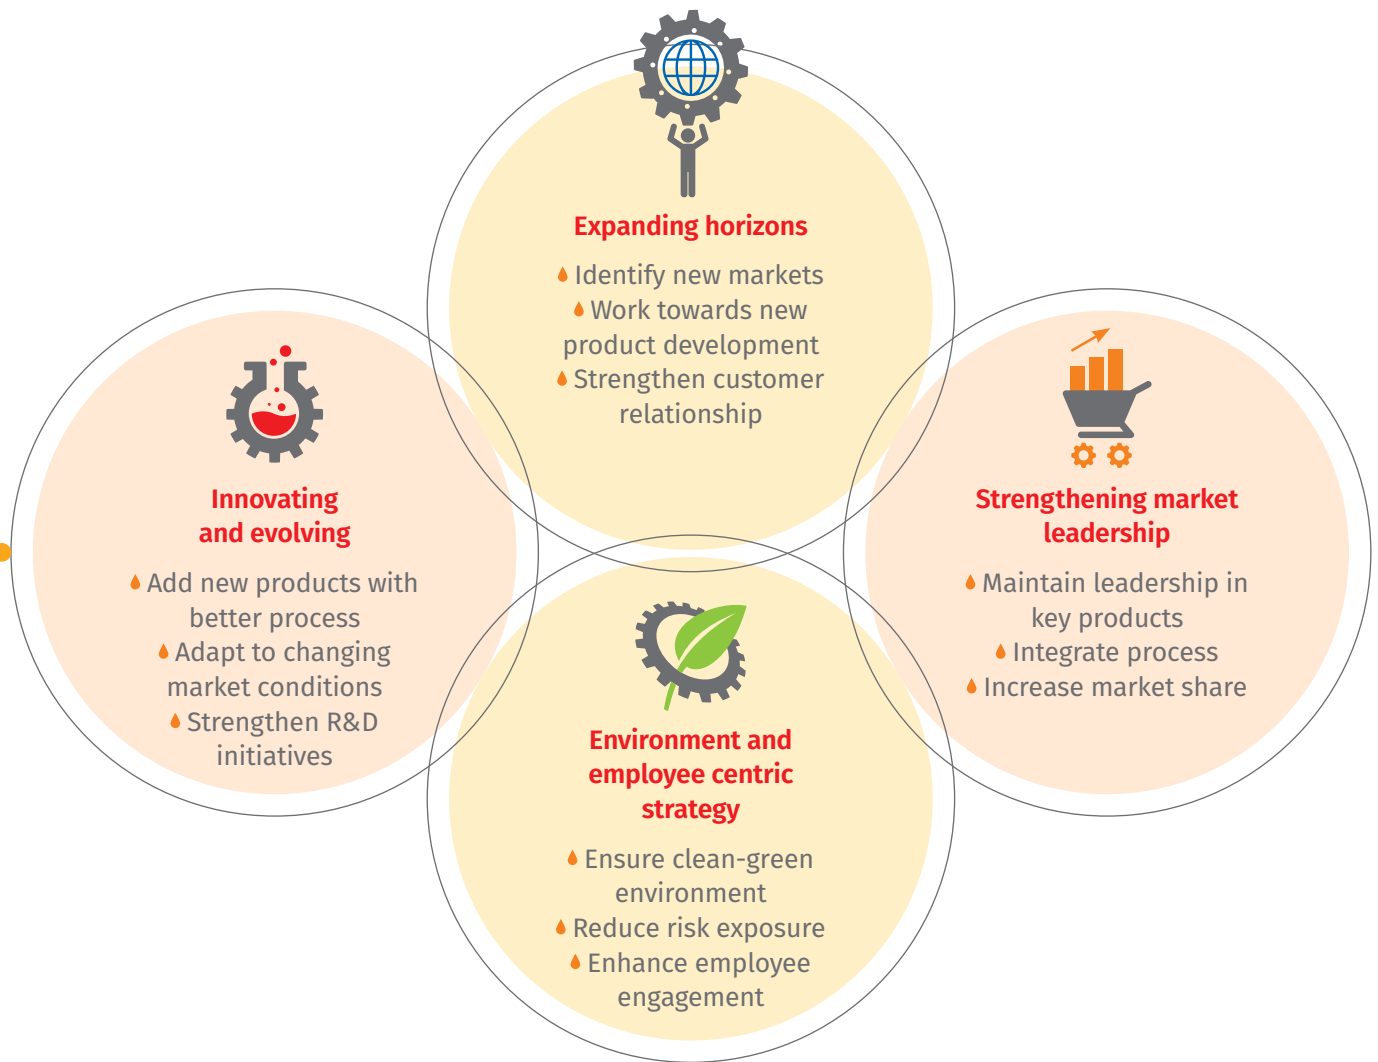 Expanding horizons
Identify new markets
Work towards new
product development
Strengthen customer
relationship
Innovating
and evolving
Add new products with
better process
Adapt to changing
market conditions
Strengthen R&D
initiatives
Strengthening market
leadership
Maintain leadership in
key products
Integrate process
Increase market share
Environment and
employee centric
strategy
Ensure clean-green
environment
Reduce risk exposure
Enhance employee
engagement